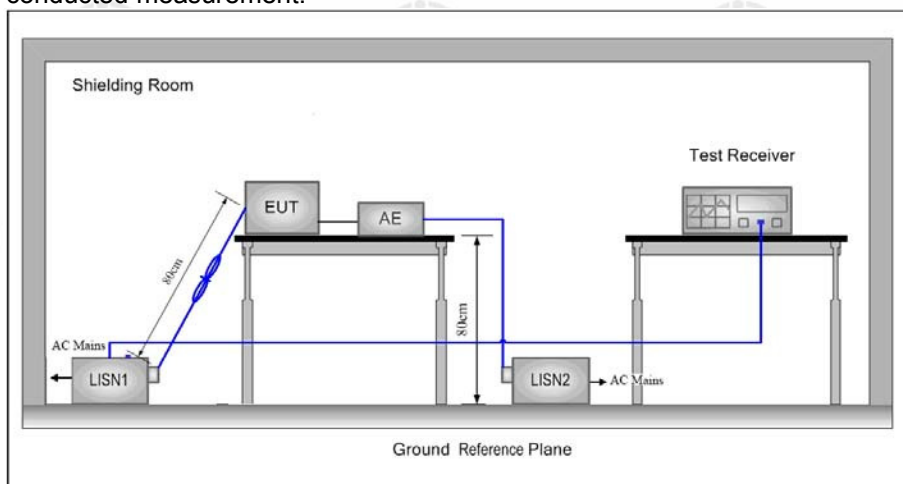 conducted measurement.
Shielding Room
Test Receiver
EUT
AE
80cm
80cm
AC Mains
LISN1
LISN2
AC Mains
Ground Reference Plane